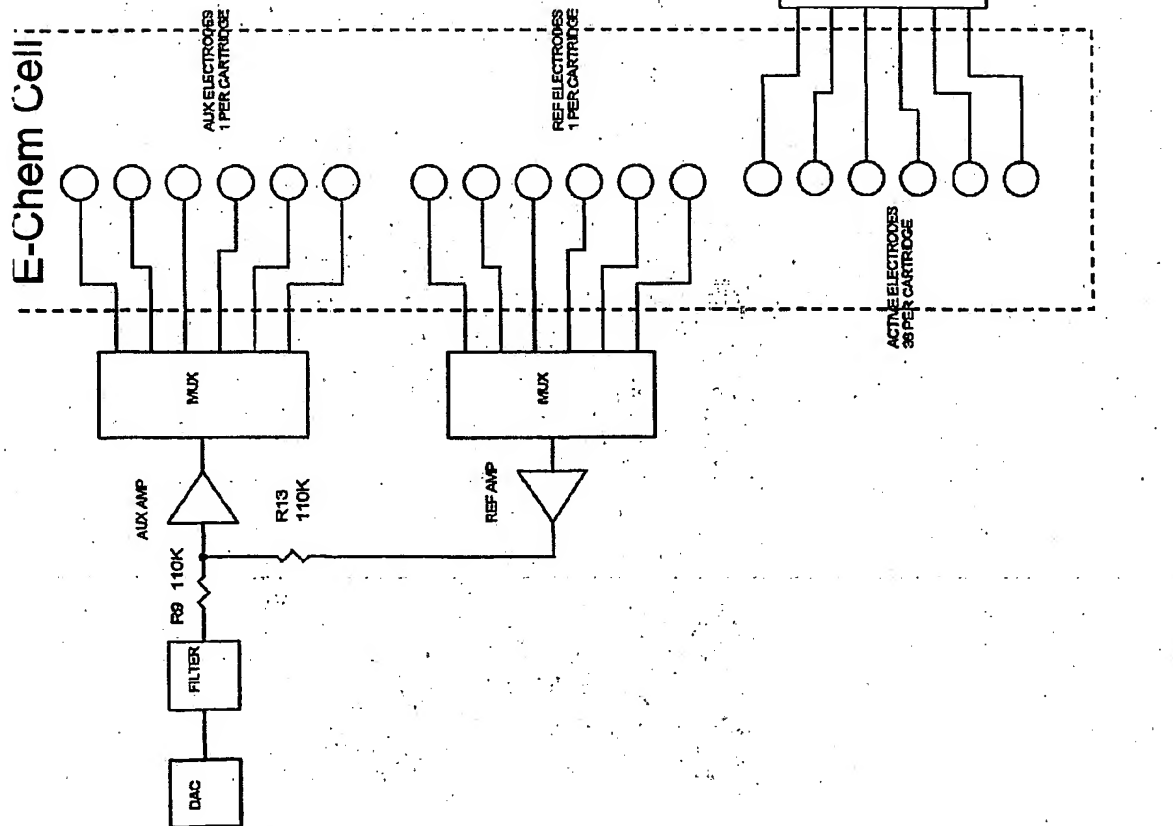 E-Chem Cell
AUX ELECTRODES
1 PER CARTRIDGE
MUX
AUX AMP
R9 110K
FILTER
DAC
R13
110K
REF ELECTRODES
1 PER CARTRIDGE
MUX
REF AMP
ACTIVE ELECTRODES
PER CARTRIDGE